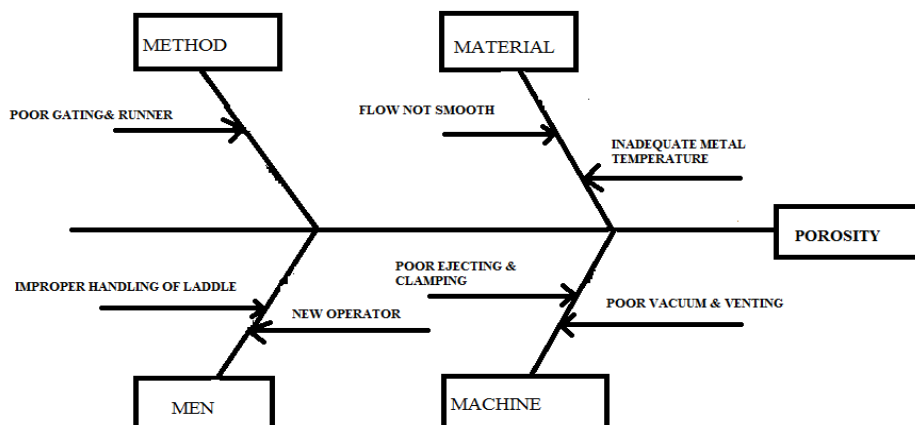 METHOD
MATERIAL
POOR GATING& RUNNER
FLOW NOT SMOOTH
INADEQUATE METAL
TEMPERATURE
POROSITY
IMPROPER HANDLING OF LADDLE
NEW OPERATOR
POOR EJECTING &
CLAMPING
POOR VACUUM & VENTING
MEN
MACHINE